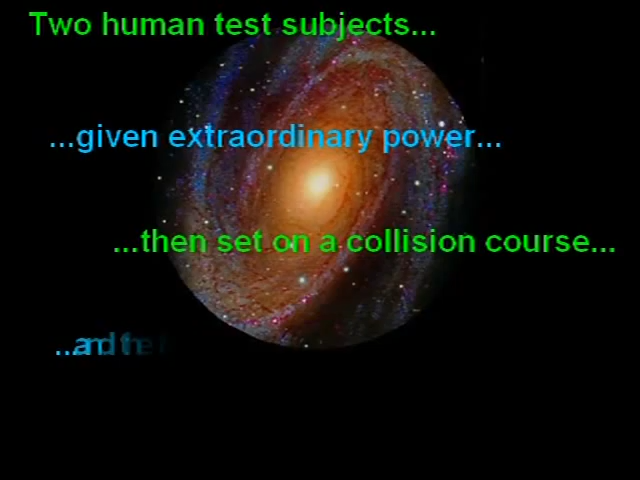 Two human test subjects...
...given extraordinary power...
...then set on a collision course...
...and the